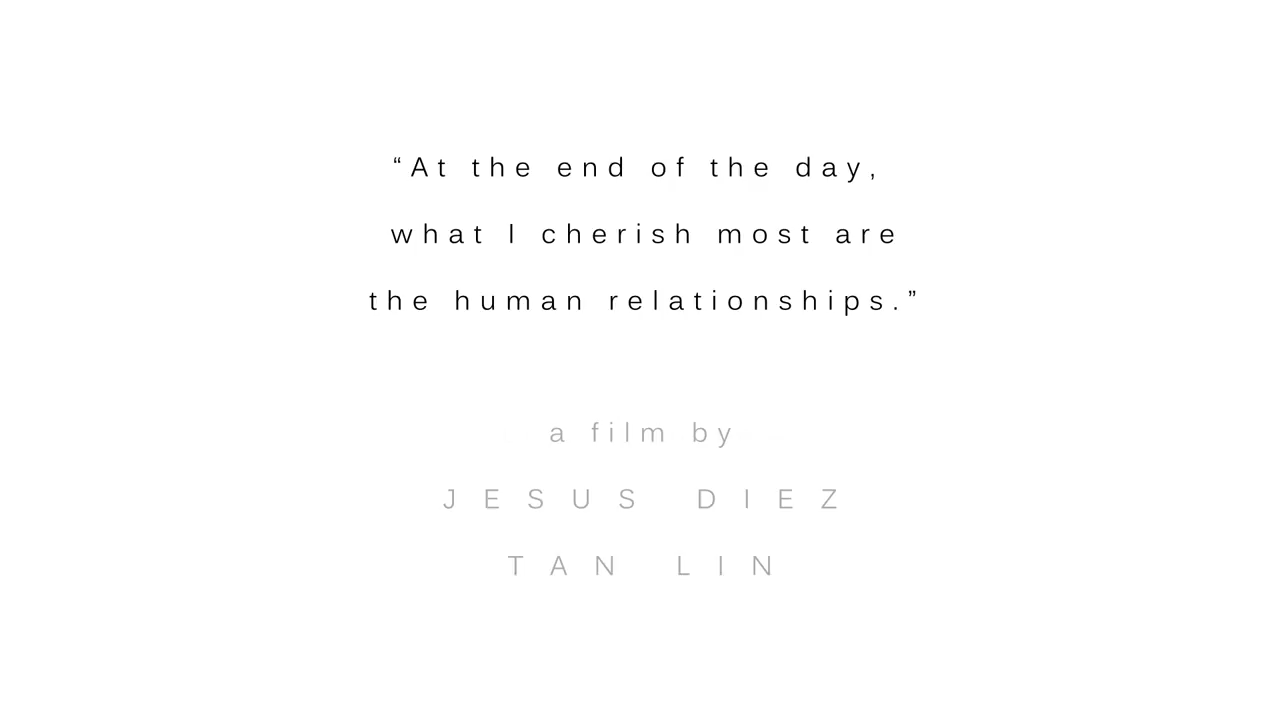 “At the end of the day,
what I cherish most are
the human relationships.”
a film by
JESUS DIEZ
TAN LIN